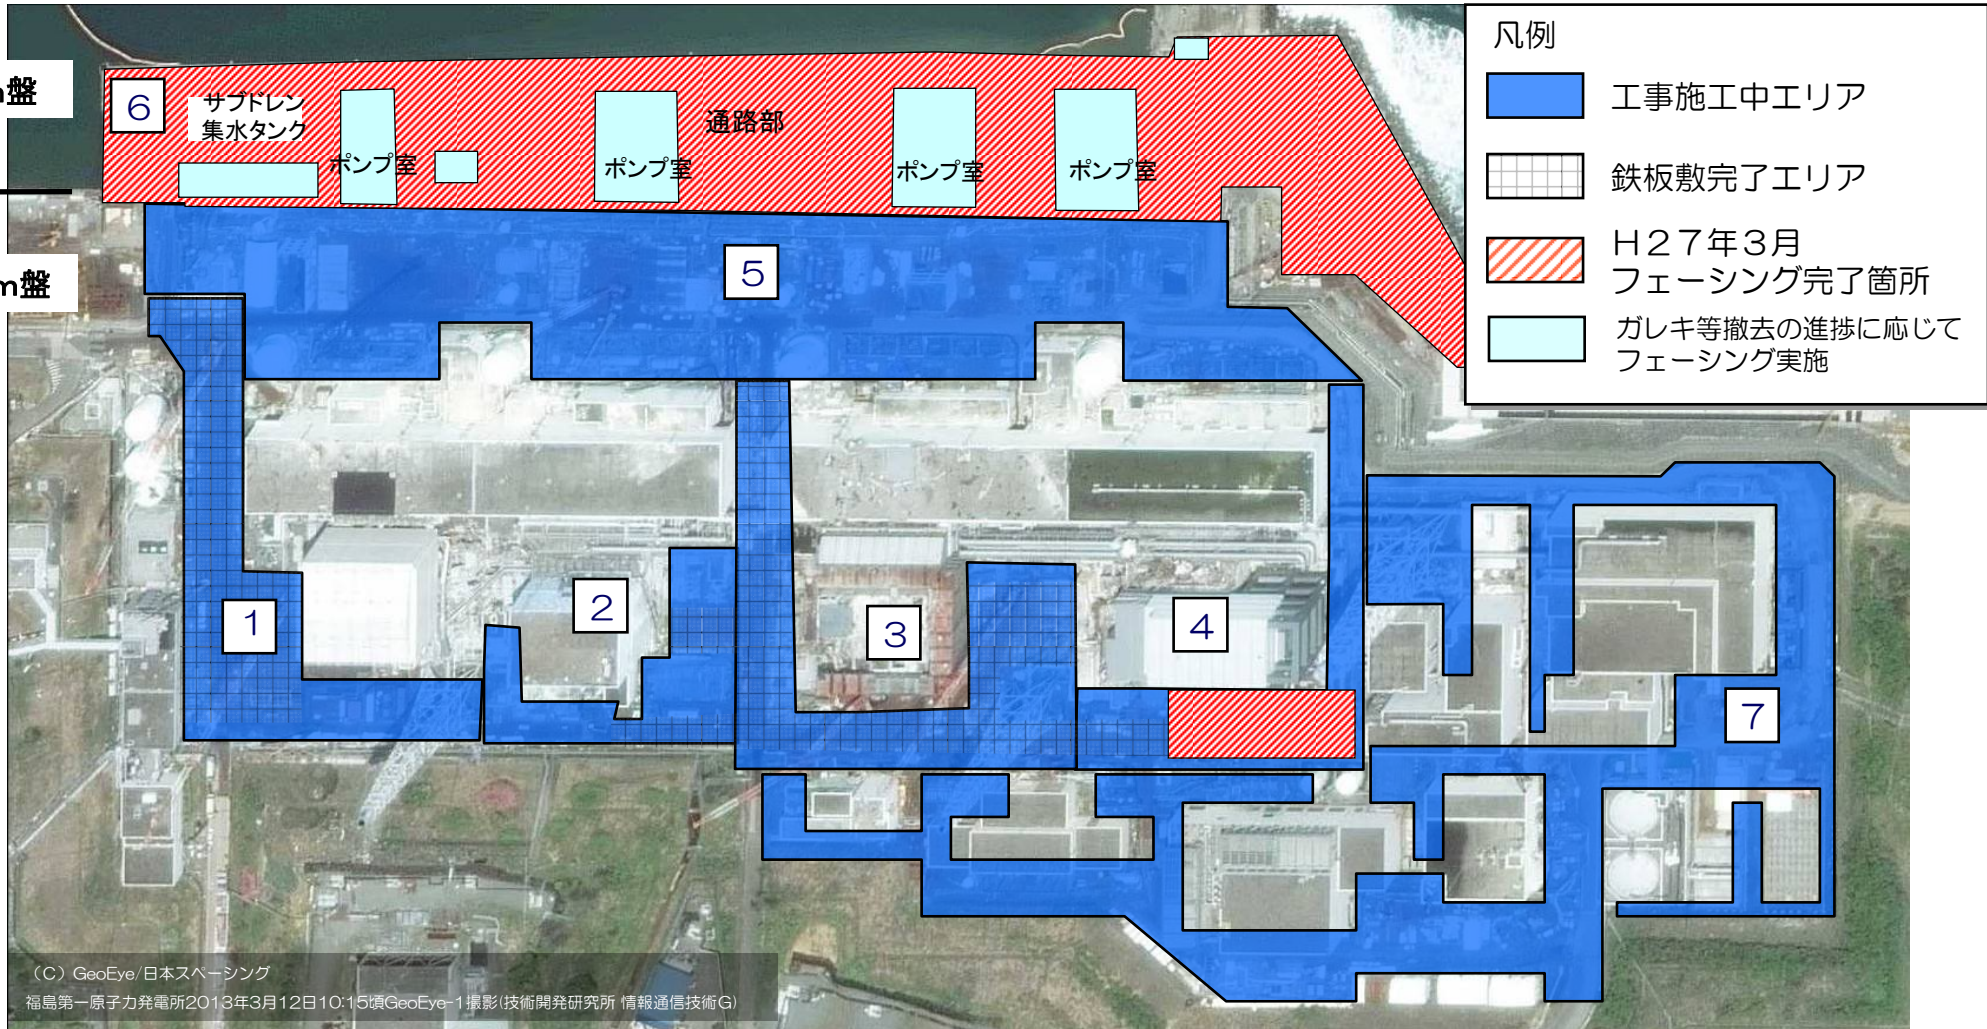 盤
6
サブドレン
集水タンク
ポンプ室
ポンプ室
通路部
ポンプ室
ポンプ室
m盤
5
1
2
3
4
7
凡例
工事施工中エリア
鉄板敷完了エリア
H27年3月
フェーシング完了箇所
ガレキ等撤去の進捗に応じて
フェーシング実施
(C) GeoEye/日本スペーシング
福島第一原子力発電所2013年3月12日10:15頃GeoEye-1撮影(技術開発研究所 情報通信技術G)